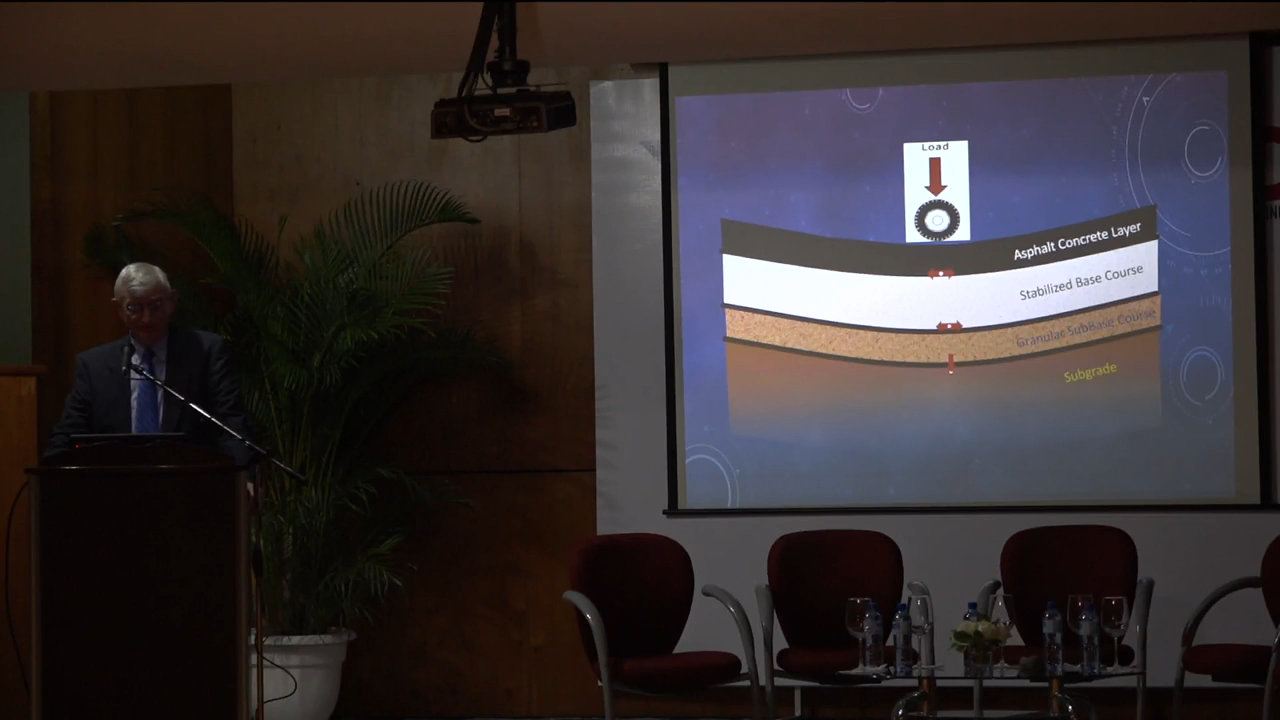 Load
Asphalt Concrete Layer
Stabilized Base Course
Granular SubBase Course
Subgrade